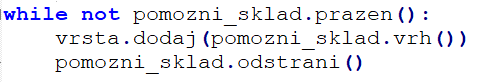 while not pomozni_sklad.prazen():
    vrsta.dodaj(pomozni_sklad.vrh())
    pomozni_sklad.odstrani()